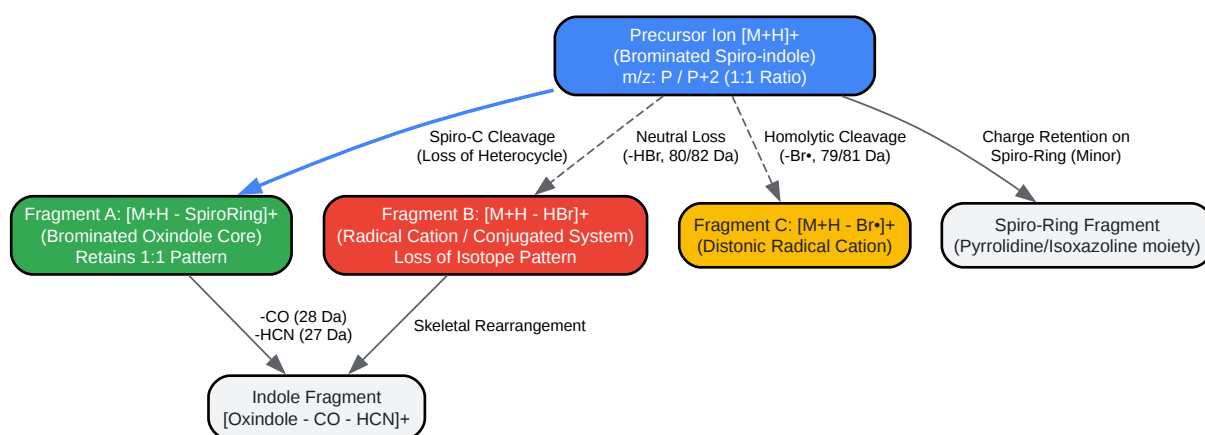 Precursor Ion [M+H]+
(Brominated Spiro-indole)
m/z: P / P+2 (1:1 Ratio)
Spiro-C Cleavage
(Loss of Heterocycle)
Neutral Loss
(-HBr, 80/82 Da)
Homolytic Cleavage
(-Br•, 79/81 Da)
Charge Retention on
Spiro-Ring (Minor)
Fragment A: [M+H - SpiroRing]+
(Brominated Oxindole Core)
Retains 1:1 Pattern
Fragment B: [M+H - HBr]+
(Radical Cation / Conjugated System)
Loss of Isotope Pattern
Fragment C: [M+H - Br•]+
(Distonic Radical Cation)
Spiro-Ring Fragment
(Pyrrolidine/Isoxazoline moiety)
-CO (28 Da)
-HCN (27 Da)
Skeletal Rearrangement
Indole Fragment
[Oxindole - CO - HCN]+